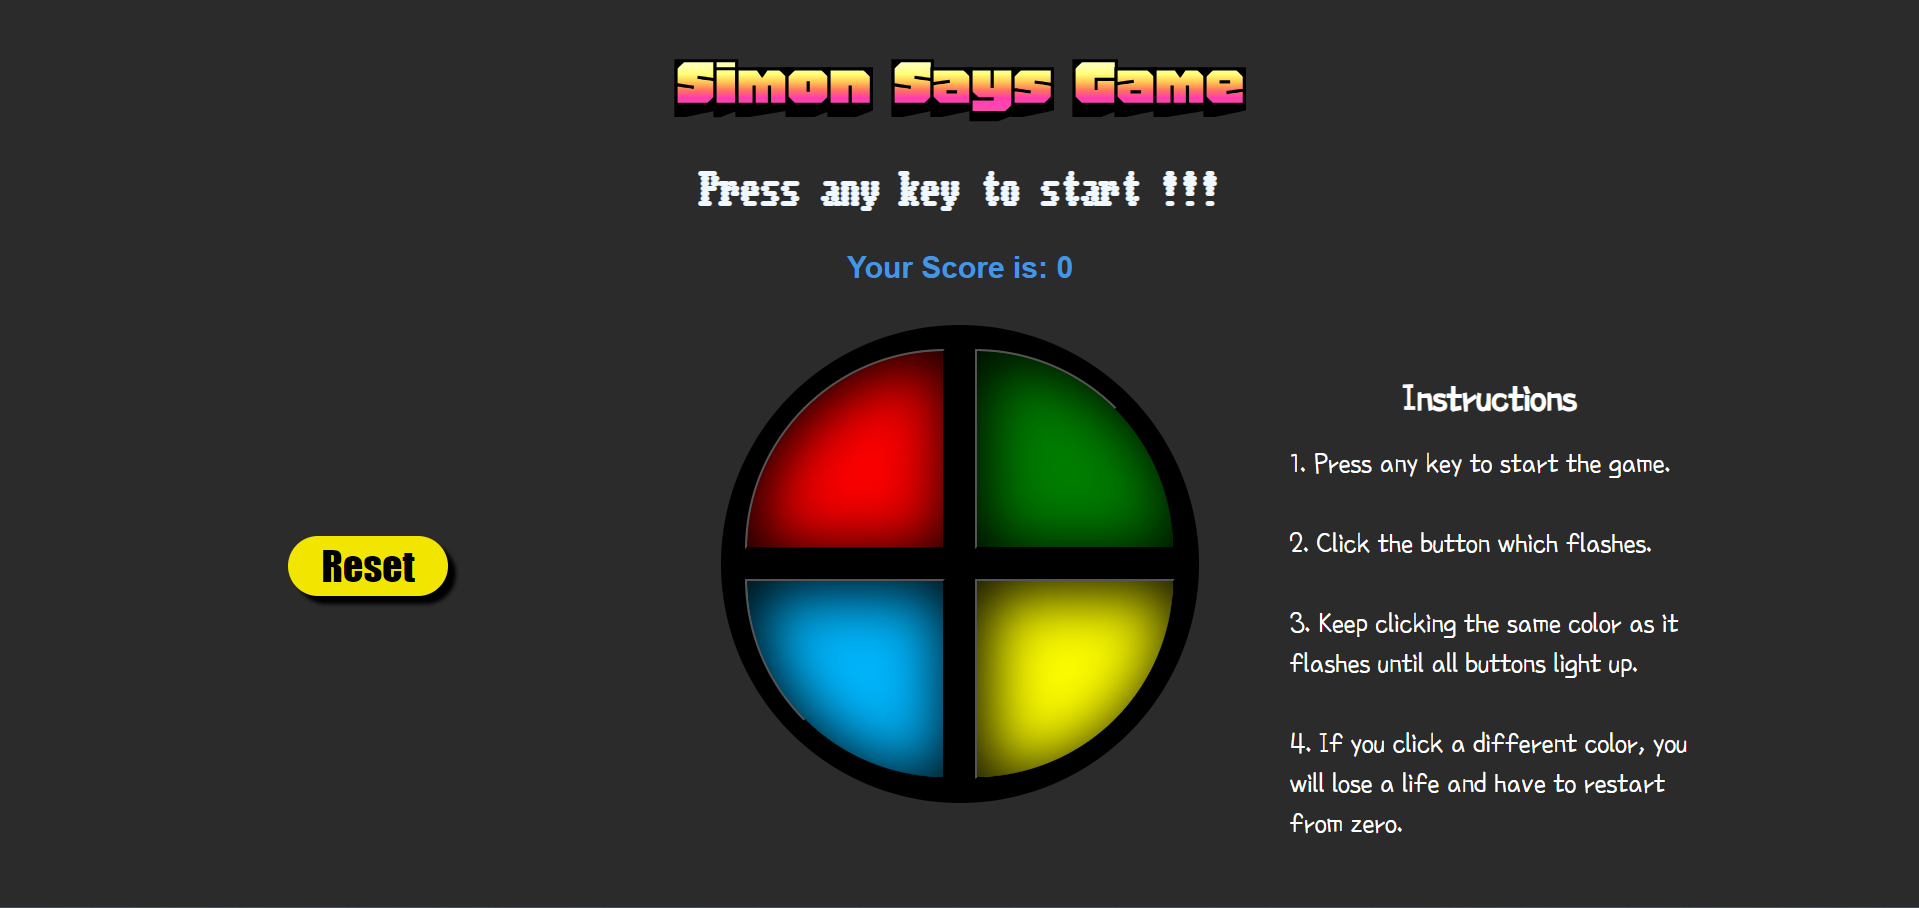 Simon Says Game
Press any key to start !!!
Your Score is: 0
Reset
Instructions
1. Press any key to start the game.
2. Click the button which flashes.
3. Keep clicking the same color as it
flashes until all buttons light up.
4. If you click a different color, you
will lose a life and have to restart
from zero.